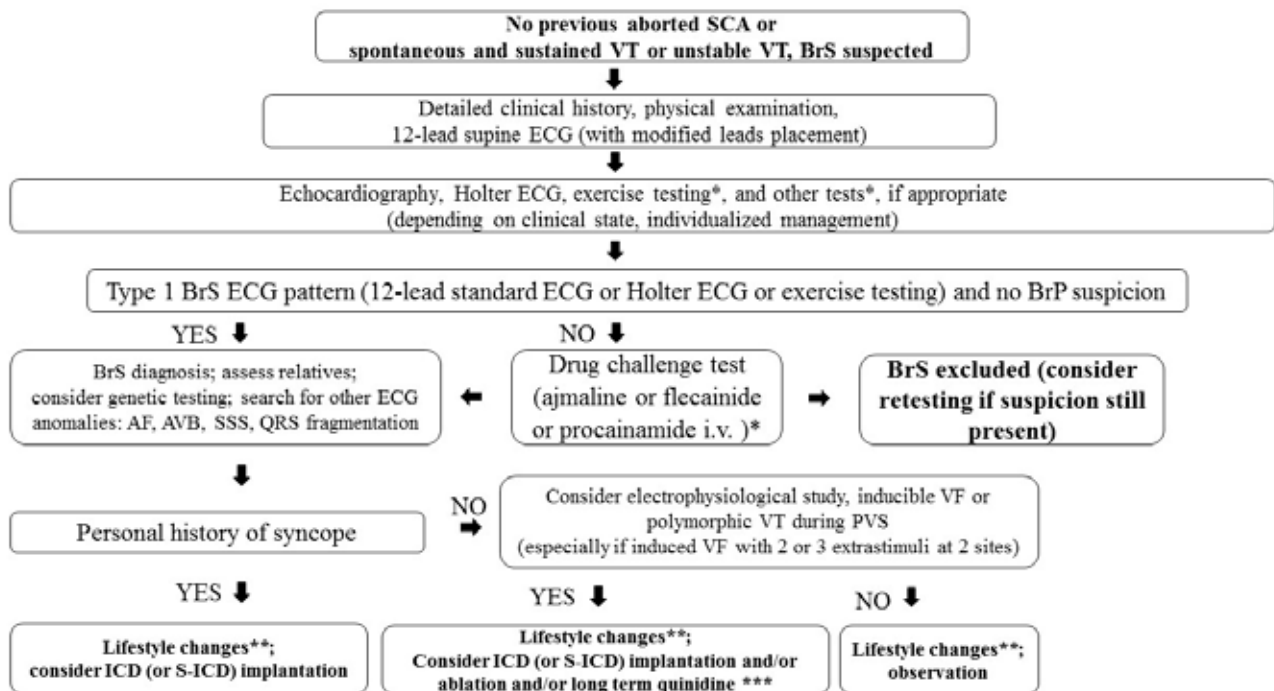 No previous aborted SCA or
spontaneous and sustained VT or unstable VT, BrS suspected
Detailed clinical history, physical examination,
12-lead supine ECG (with modified leads placement)
Echocardiography, Holter ECG, exercise testing*, and other tests*, if appropriate
(depending on clinical state, individualized management)
Type 1 BrS ECG pattern (12-lead standard ECG or Holter ECG or exercise testing) and no BrP suspicion
YES
NO
BrS diagnosis; assess relatives;
consider genetic testing; search for other ECG
anomalies: AF, AVB, SSS, QRS fragmentation
Drug challenge test
(ajmaline or flecainide
or procainamide i.v. )*
BrS excluded (consider
retesting if suspicion still
present)
Personal history of syncope
NO
Consider electrophysiological study, inducible VF or
polymorphic VT during PVS
(especially if induced VF with 2 or 3 extrastimuli at 2 sites)
YES
YES
NO
Lifestyle changes**;
consider ICD (or S-ICD) implantation
Lifestyle changes**;
Consider ICD (or S-ICD) implantation and/or
ablation and/or long term quinidine ***
Lifestyle changes**;
observation